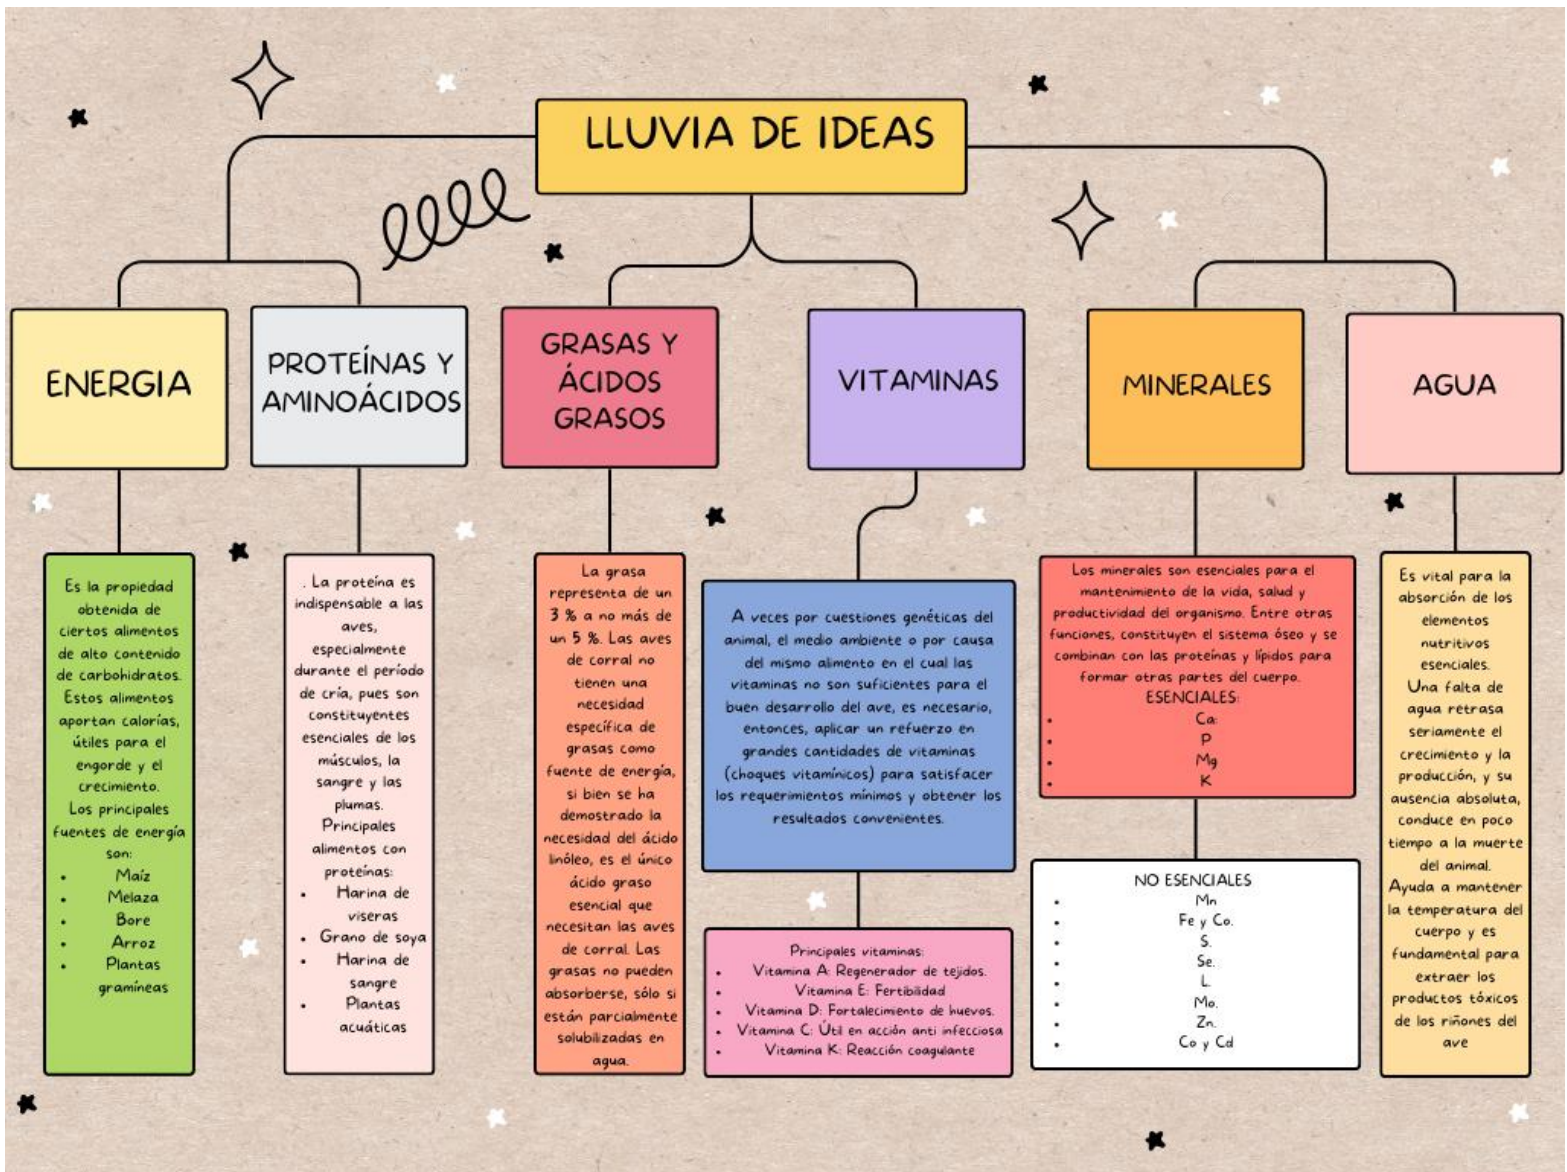 LLUVIA DE IDEAS
ENERGIA
Es la propiedad
obtenida de
ciertos alimentos
de alto contenido
de carbohidratos.
Estos alimentos
aportan calorías,
útiles para el
engorde y el
crecimiento.
Los principales
fuentes de energía
son:
• Maíz
• Melaza
• Bore
• Arroz
• Plantas
gramíneas
PROTEÍNAS Y
AMINOÁCIDOS
. La proteína es
indispensable a las
aves,
especialmente
durante el período
de cría, pues son
constituyentes
esenciales de los
músculos, la
sangre y las
plumas.
Principales
alimentos con
proteínas:
• Harina de
viseras
• Grano de soya
• Harina de
sangre
• Plantas
acuáticas
GRASAS Y
ÁCIDOS
GRASOS
La grasa
representa de un
3 % a no más de
un 5 %. Las aves
de corral no
tienen una
necesidad
específica de
grasas como
fuente de energía,
si bien se ha
demostrado la
necesidad del ácido
linóleo, es el único
ácido graso
esencial que
necesitan las aves
de corral. Las
grasas no pueden
absorberse, sólo si
están parcialmente
solubilizadas en
agua.
VITAMINAS
A veces por cuestiones genéticas del
animal, el medio ambiente o por causa
del mismo alimento en el cual las
vitaminas no son suficientes para el
buen desarrollo del ave, es necesario,
entonces, aplicar un refuerzo en
grandes cantidades de vitaminas
(choques vitamínicos) para satisfacer
los requerimientos mínimos y obtener los
resultados convenientes.
Principales vitaminas:
• Vitamina A: Regenerador de tejidos.
• Vitamina E: Fertibilidad
• Vitamina D: Fortalecimiento de huevos.
• Vitamina C: Útil en acción anti infecciosa
• Vitamina K: Reacción coagulante
MINERALES
Los minerales son esenciales para el
mantenimiento de la vida, salud y
productividad del organismo. Entre otras
funciones, constituyen el sistema óseo y se
combinan con las proteínas y lípidos para
formar otras partes del cuerpo.
ESENCIALES:
• Ca:
• P
• Mg
• K
NO ESENCIALES
• Mn
• Fe y Co.
• S.
• Se.
• L.
• Mo.
• Zn.
• Co y Cd
AGUA
Es vital para la
absorción de los
elementos
nutritivos
esenciales.
Una falta de
agua retrasa
seriamente el
crecimiento y la
producción, y su
ausencia absoluta,
conduce en poco
tiempo a la muerte
del animal.
Ayuda a mantener
la temperatura del
cuerpo y es
fundamental para
extraer los
productos tóxicos
de los riñones del
ave